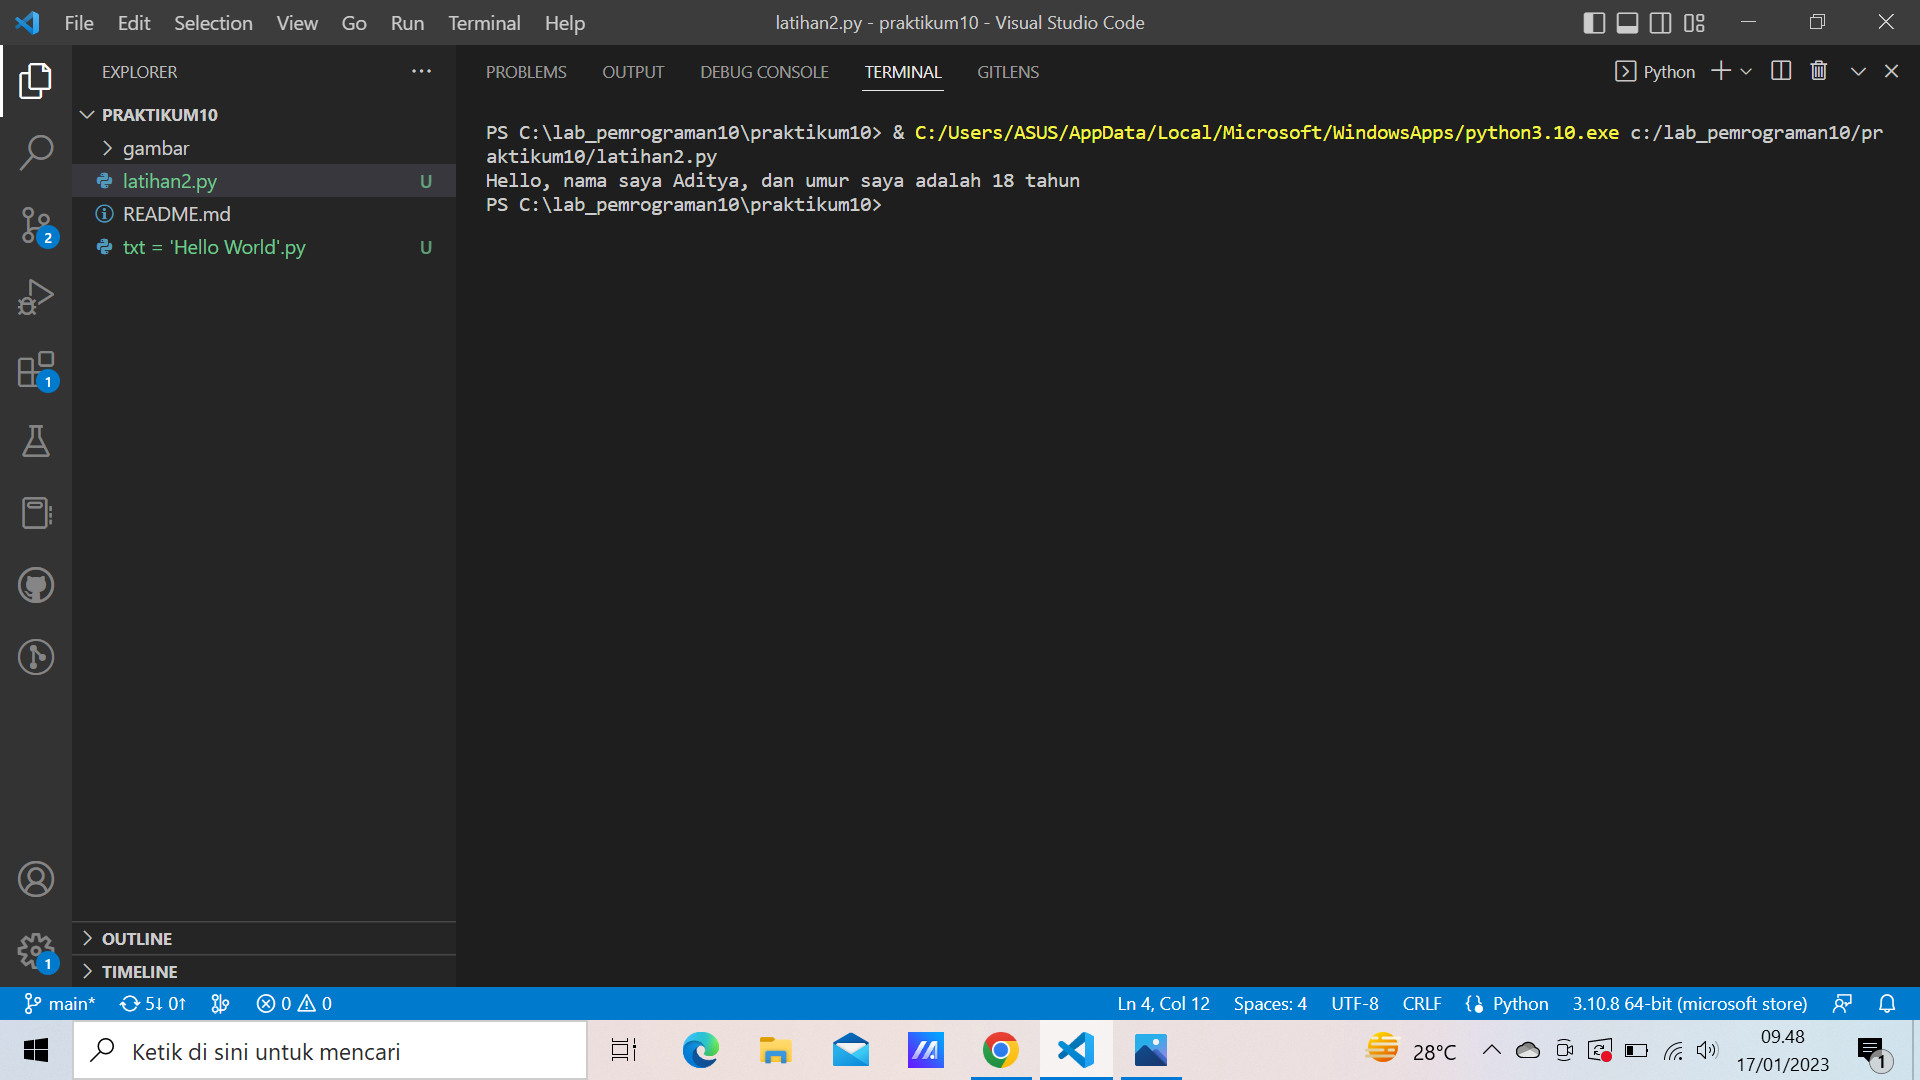 File Edit Selection View Go Run Terminal Help
latihan2.py - praktikum10 - Visual Studio Code
EXPLORER
PROBLEMS OUTPUT DEBUG CONSOLE TERMINAL GITLENS
Python
PRAKTIKUM10
gambar
latihan2.py U
README.md
txt = 'Hello World'.py U
PS C:\lab_pemrograman10\praktikum10> & C:/Users/ASUS/AppData/Local/Microsoft/WindowsApps/python3.10.exe c:/lab_pemrograman10/pr
aktikum10/latihan2.py
Hello, nama saya Aditya, dan umur saya adalah 18 tahun
PS C:\lab_pemrograman10\praktikum10>
2
1
1
OUTLINE
TIMELINE
main* 5↓ 0↑ 0 0
Ln 4, Col 12 Spaces: 4 UTF-8 CRLF Python 3.10.8 64-bit (microsoft store)
Ketik di sini untuk mencari
28°C
09.48
17/01/2023
1